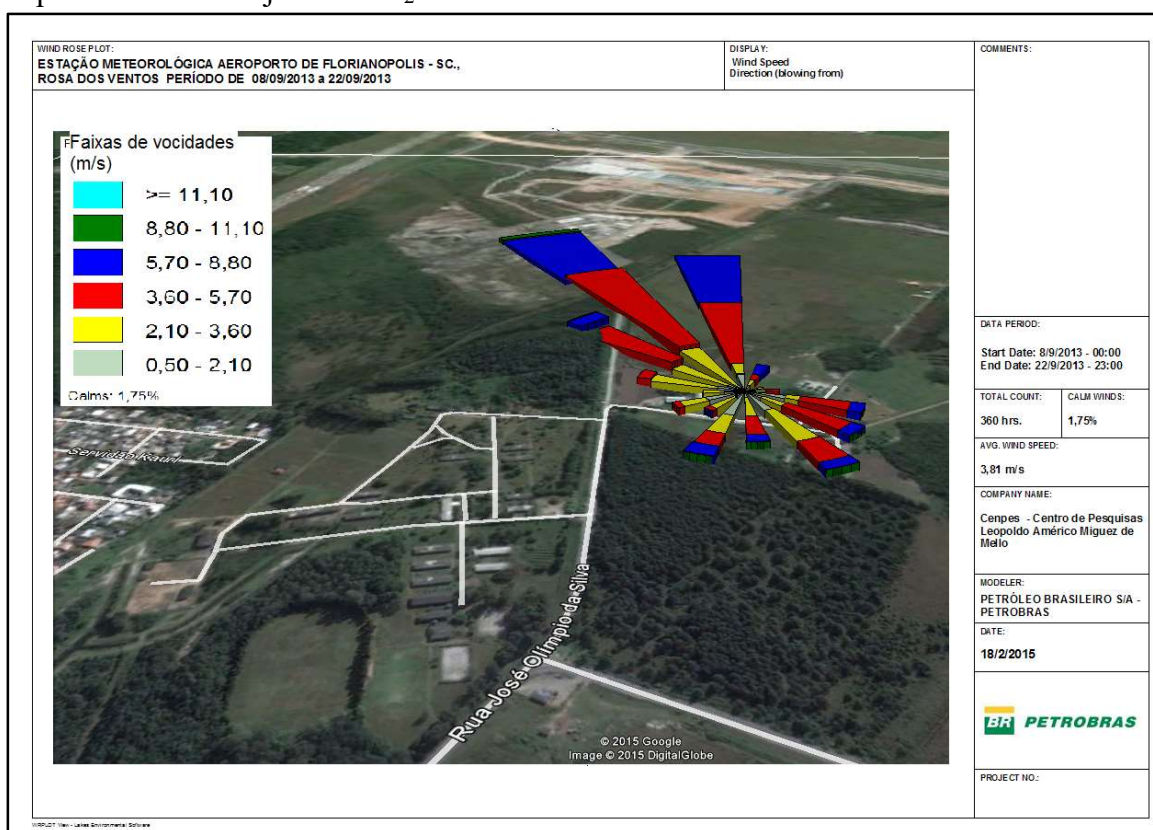 WIND ROSE PLOT:
ESTAÇÃO METEOROLÓGICA AEROPORTO DE FLORIANOPOLIS - SC.,
ROSA DOS VENTOS PERÍODO DE 08/09/2013 a 22/09/2013
DISPLAY:
Wind Speed
Direction (blowing from)
COMMENTS:
Faixas de vocidades
(m/s)
>= 11,10
8,80 - 11,10
5,70 - 8,80
3,60 - 5,70
2,10 - 3,60
0,50 - 2,10
Calms: 1,75%
Rua José Olímpio da Silva
© 2015 Google
Image © 2015 DigitalGlobe
DATA PERIOD:
Start Date: 8/9/2013 - 00:00
End Date: 22/9/2013 - 23:00
TOTAL COUNT:
360 hrs.
CALM WINDS:
1,75%
AVG. WIND SPEED:
3,81 m/s
COMPANY NAME:
Cenpes - Centro de Pesquisas
Leopoldo Américo Miguez de
Mello
MODELER:
PETRÓLEO BRASILEIRO S/A -
PETROBRAS
DATE:
18/2/2015
BR PETROBRAS
PROJECT NO.:
WRPLOT View - Lakes Environmental Software